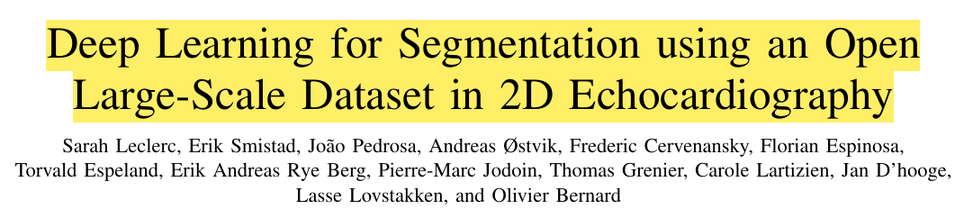 Deep Learning for Segmentation using an Open
Large-Scale Dataset in 2D Echocardiography
Sarah Leclerc, Erik Smistad, João Pedrosa, Andreas Østvik, Frederic Cervenansky, Florian Espinosa,
Torvald Espeland, Erik Andreas Rye Berg, Pierre-Marc Jodoin, Thomas Grenier, Carole Lartizien, Jan D'hooge,
Lasse Lovstakken, and Olivier Bernard